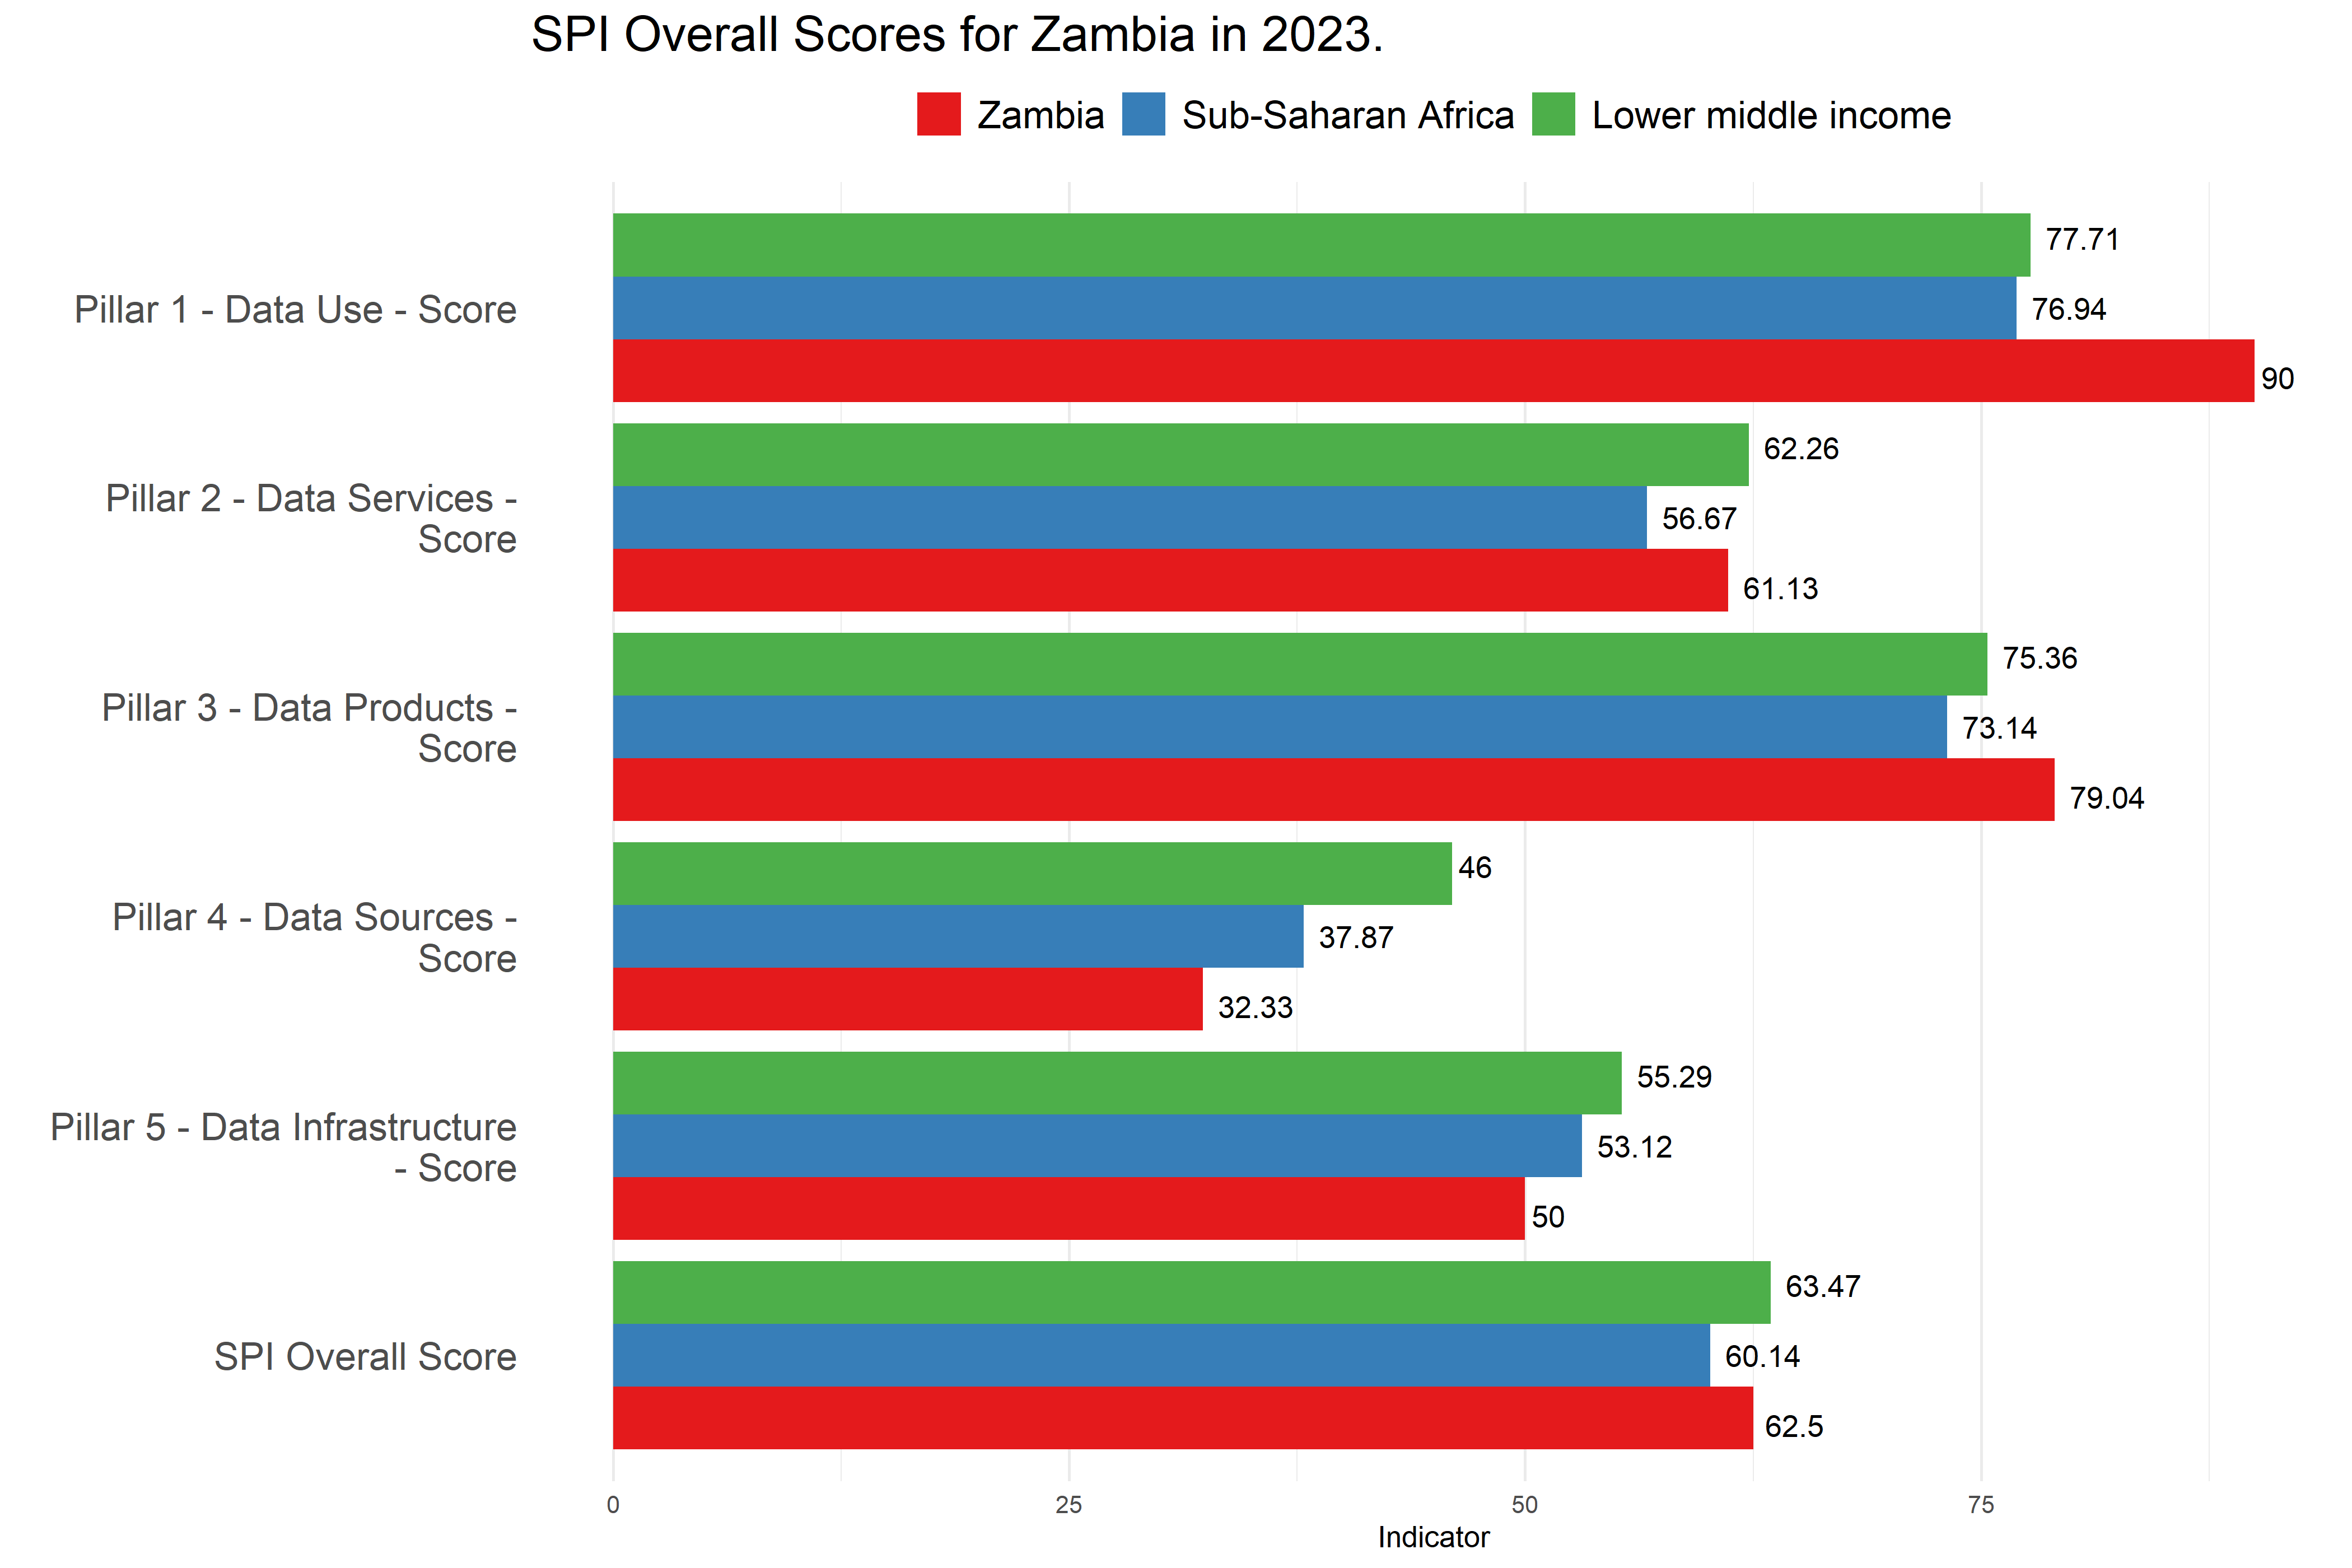 SPI Overall Scores for Zambia in 2023.
Zambia Sub-Saharan Africa Lower middle income
Pillar 1 - Data Use - Score
77.71
76.94
90
Pillar 2 - Data Services -
Score
62.26
56.67
61.13
Pillar 3 - Data Products -
Score
75.36
73.14
79.04
Pillar 4 - Data Sources -
Score
46
37.87
32.33
Pillar 5 - Data Infrastructure
- Score
55.29
53.12
50
SPI Overall Score
63.47
60.14
62.5
0 25 50 75
Indicator